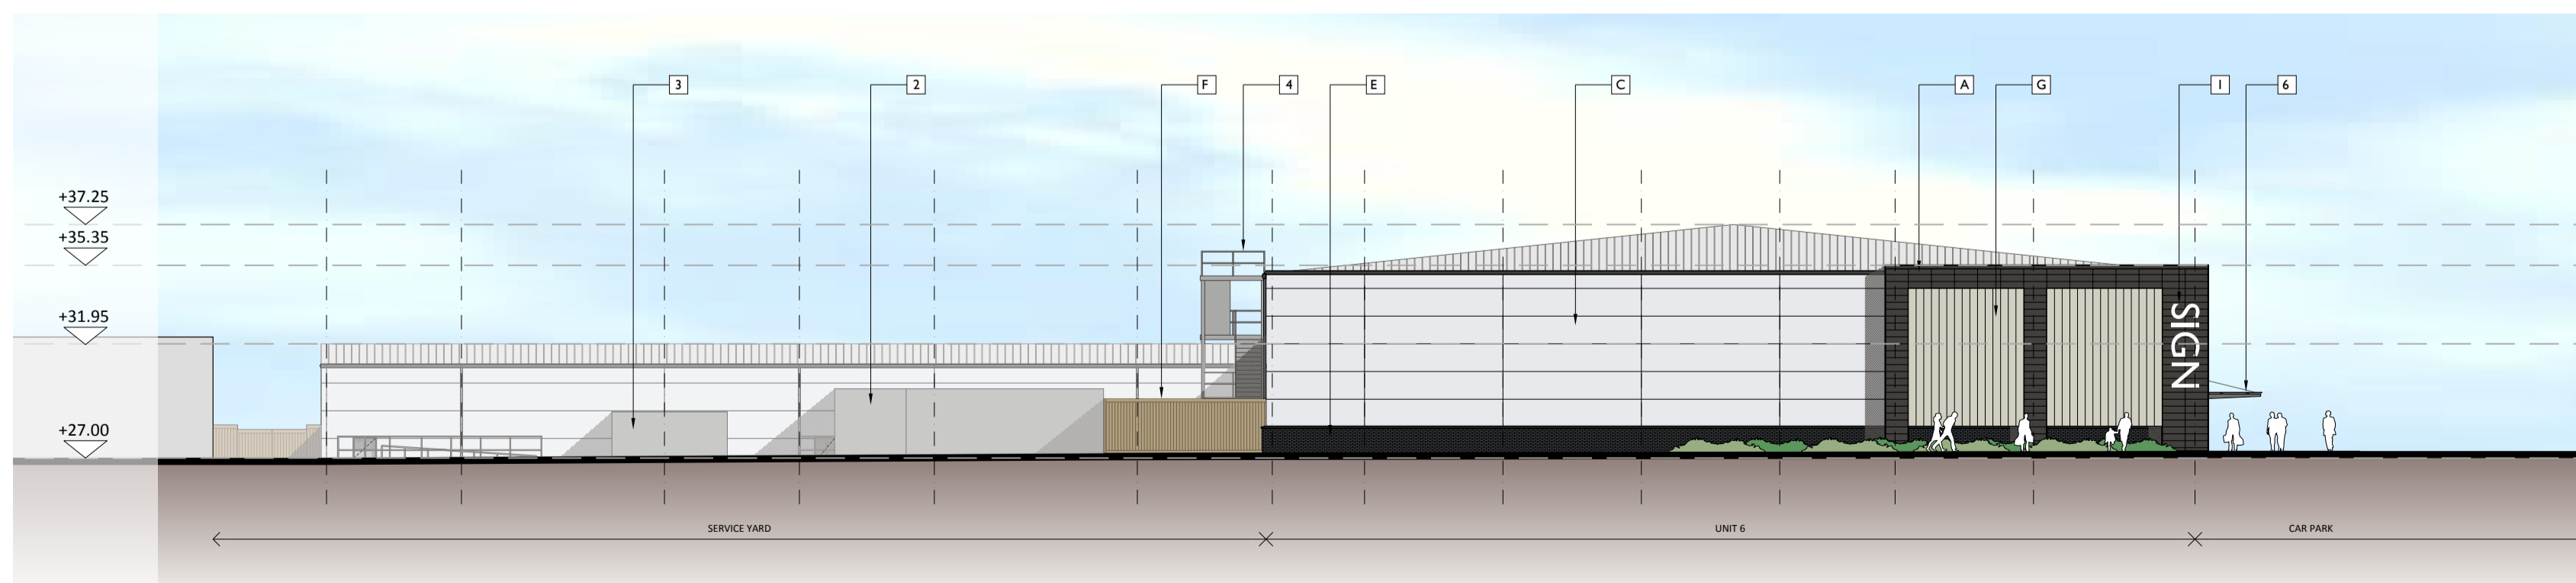 3
2
F
4
E
C
A
G
I
6
+37.25
+35.35
+31.95
+27.00
SiGN
SERVICE YARD
UNIT 6
CAR PARK